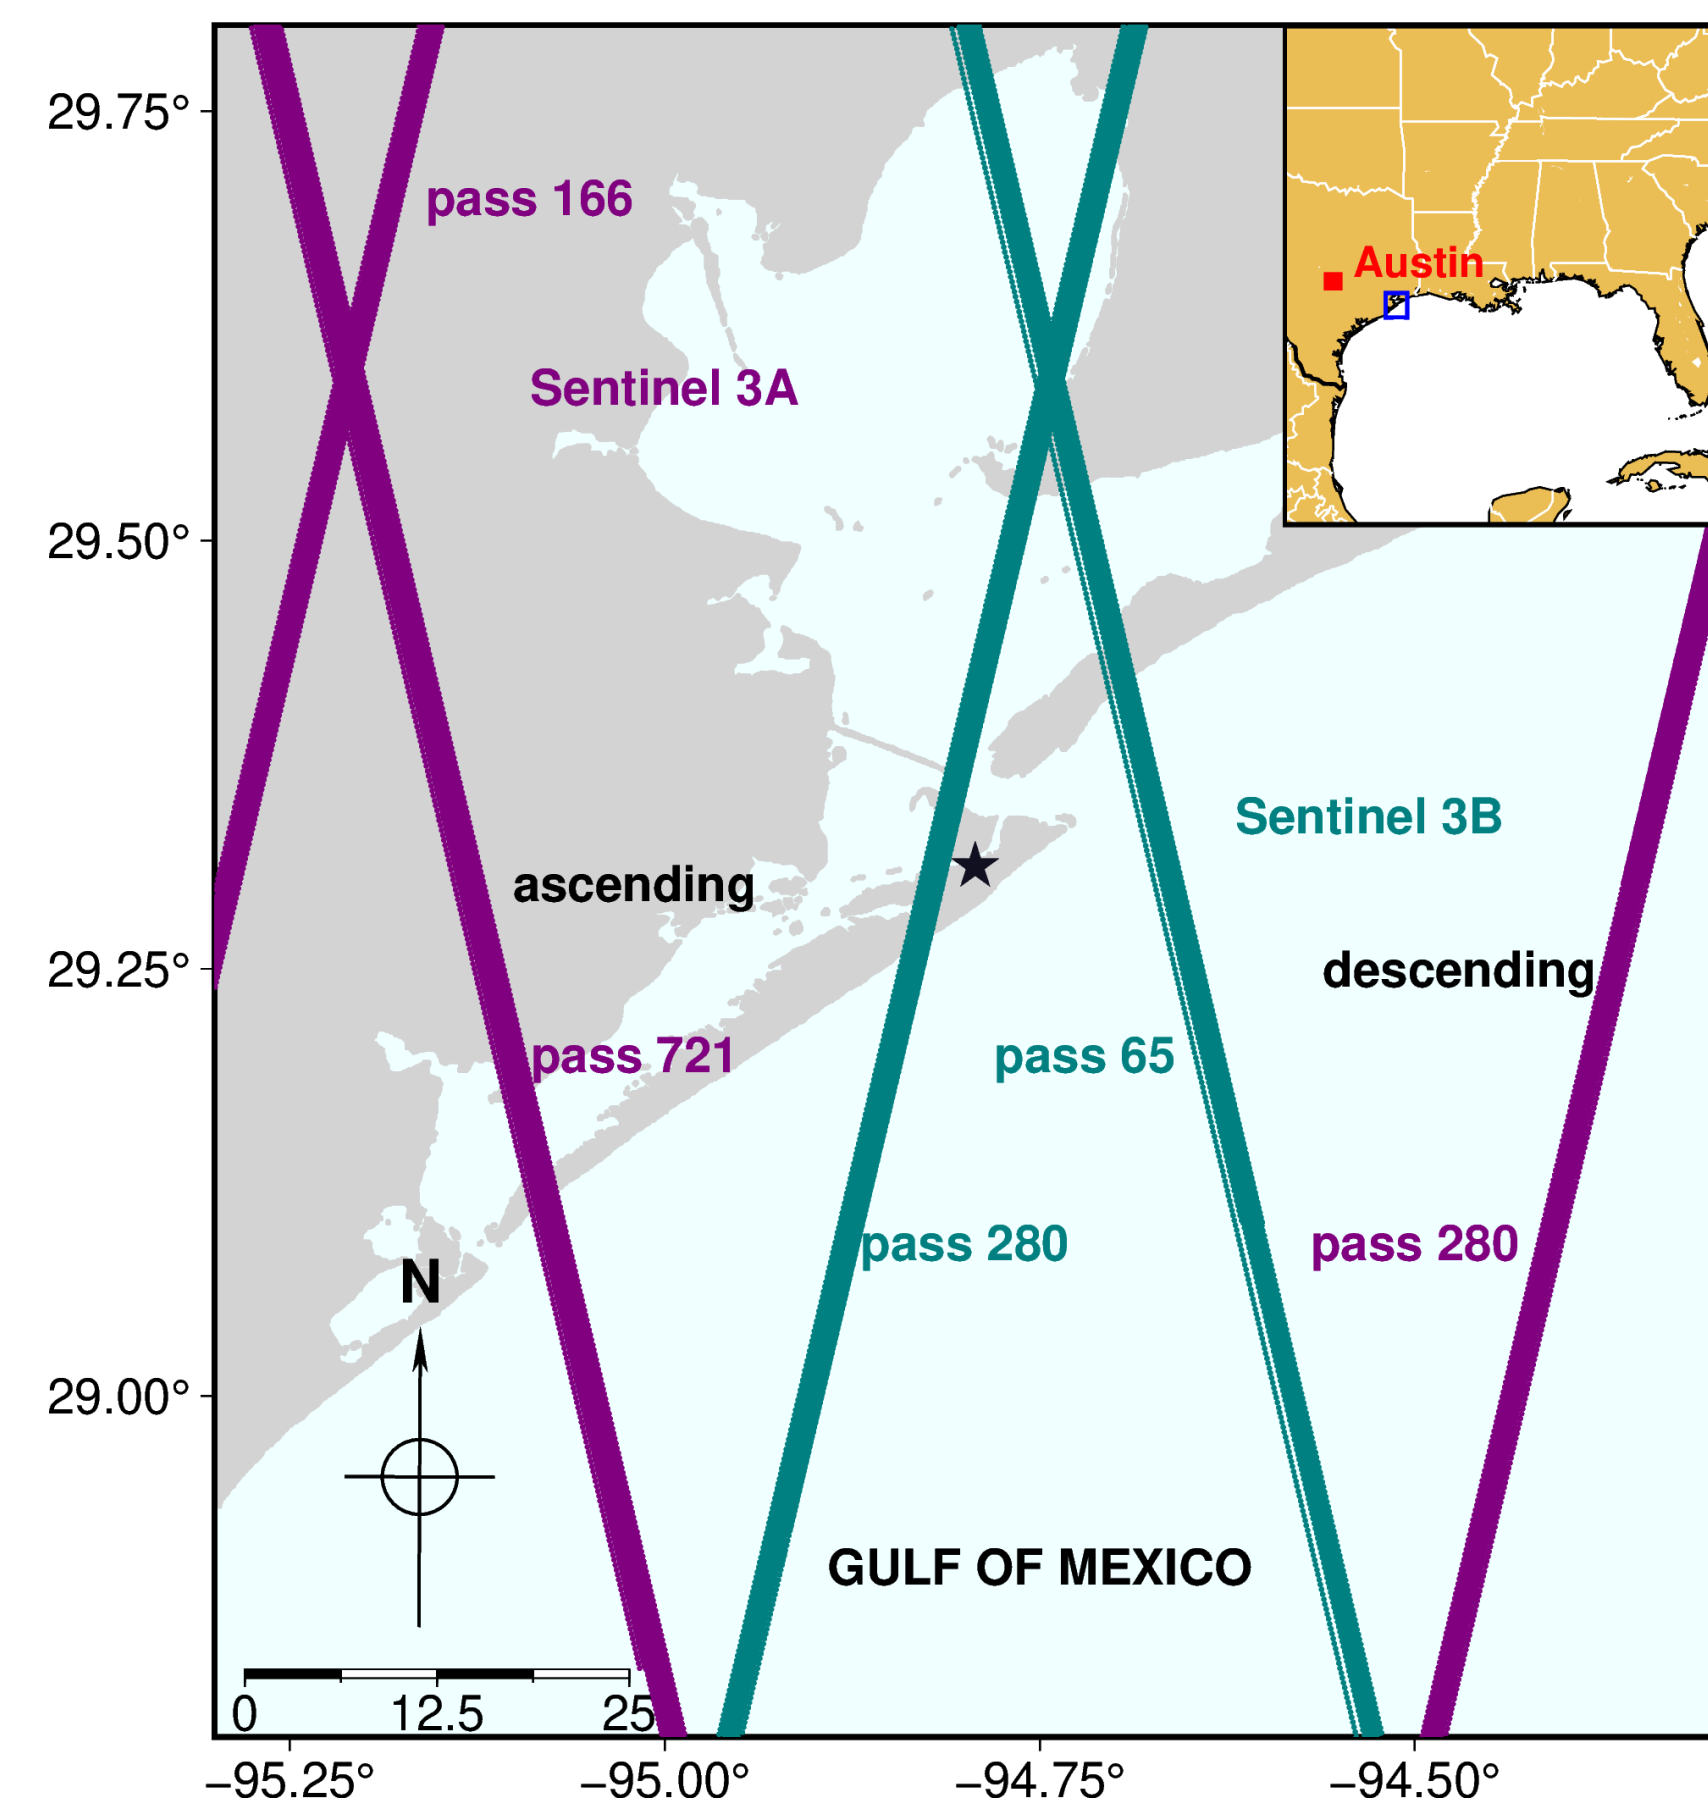 29.75°
pass 166
Austin
Sentinel 3A
29.50°
Sentinel 3B
ascending
29.25°
descending
pass 721
pass 65
pass 280
pass 280
N
29.00°
GULF OF MEXICO
0 12.5 25
−95.25° −95.00° −94.75° −94.50°